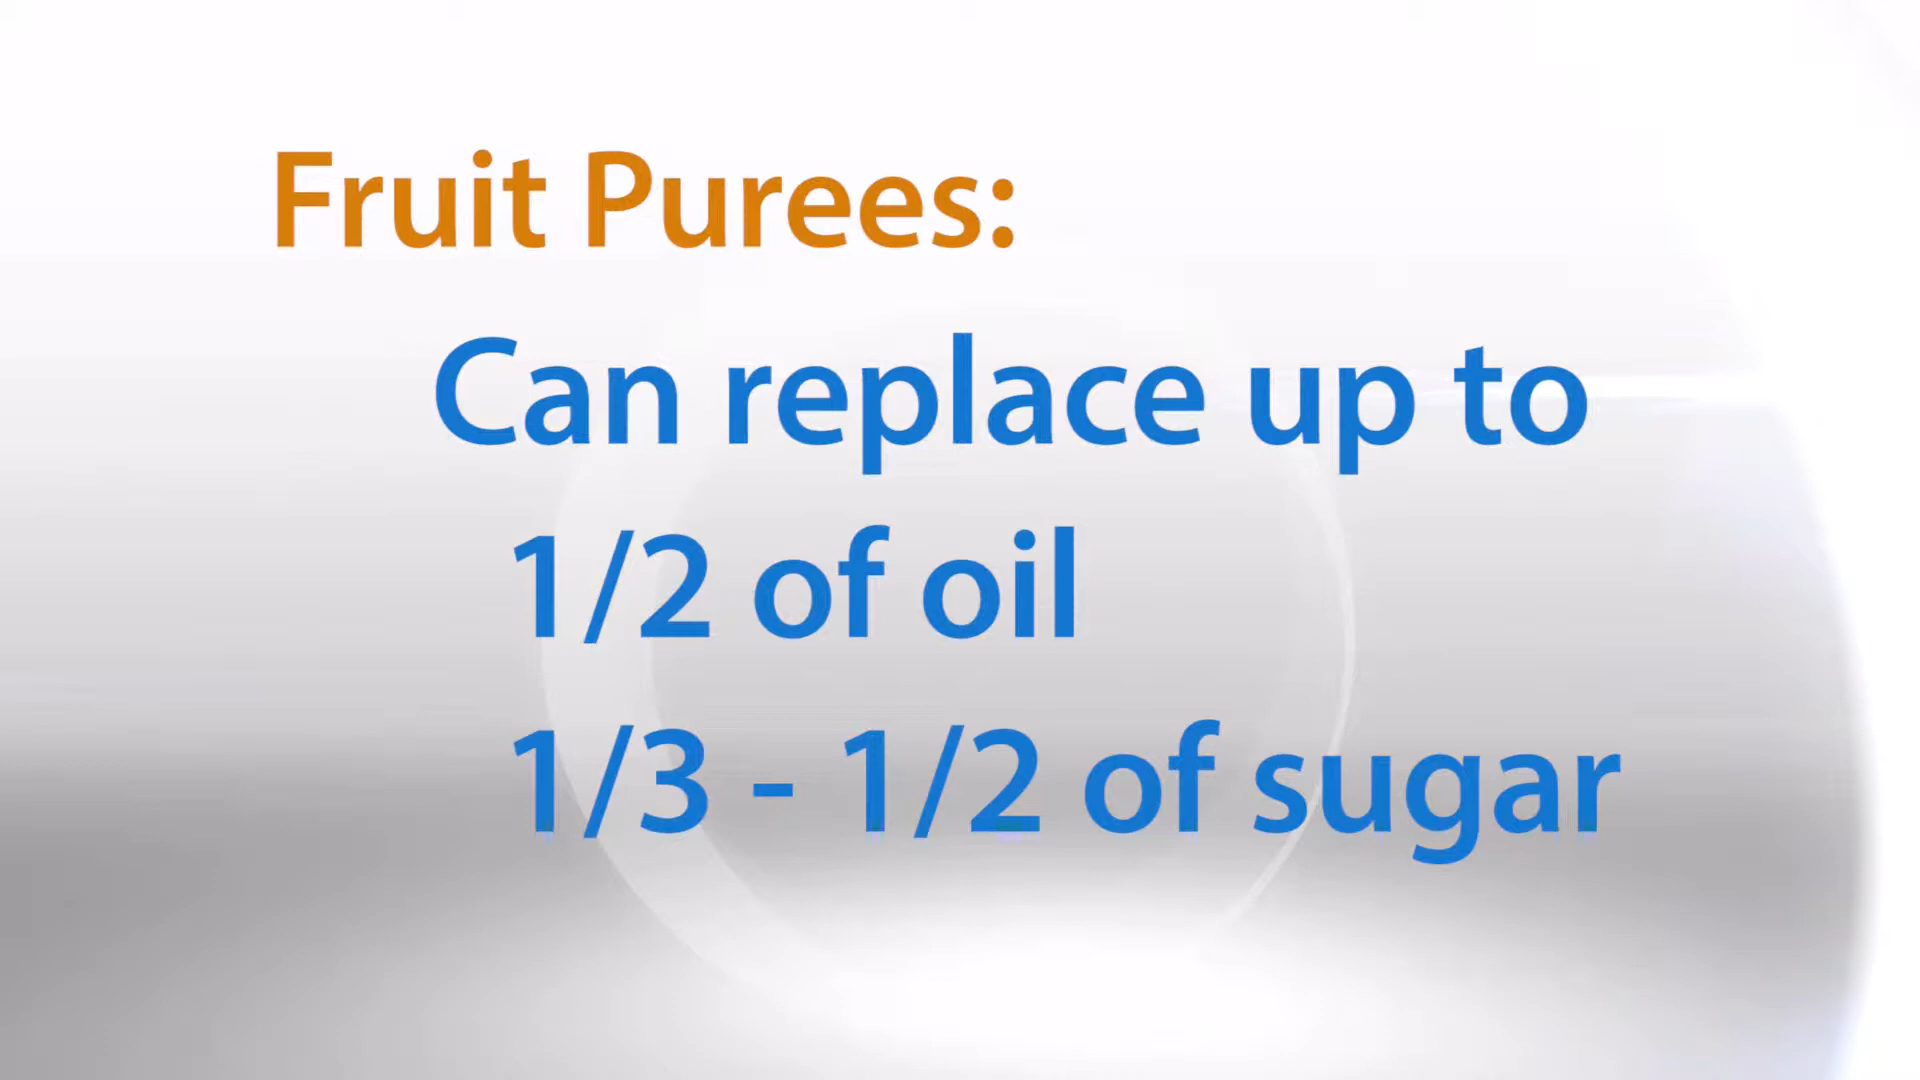 Fruit Purees:
Can replace up to
1/2 of oil
1/3 - 1/2 of sugar